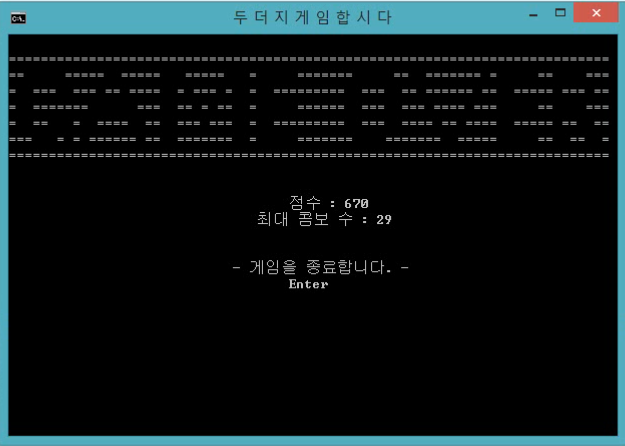 두 더 지 게 임 합 시 다
점수 : 670
최대 콤보 수 : 29
- 게임을 종료합니다. -
Enter